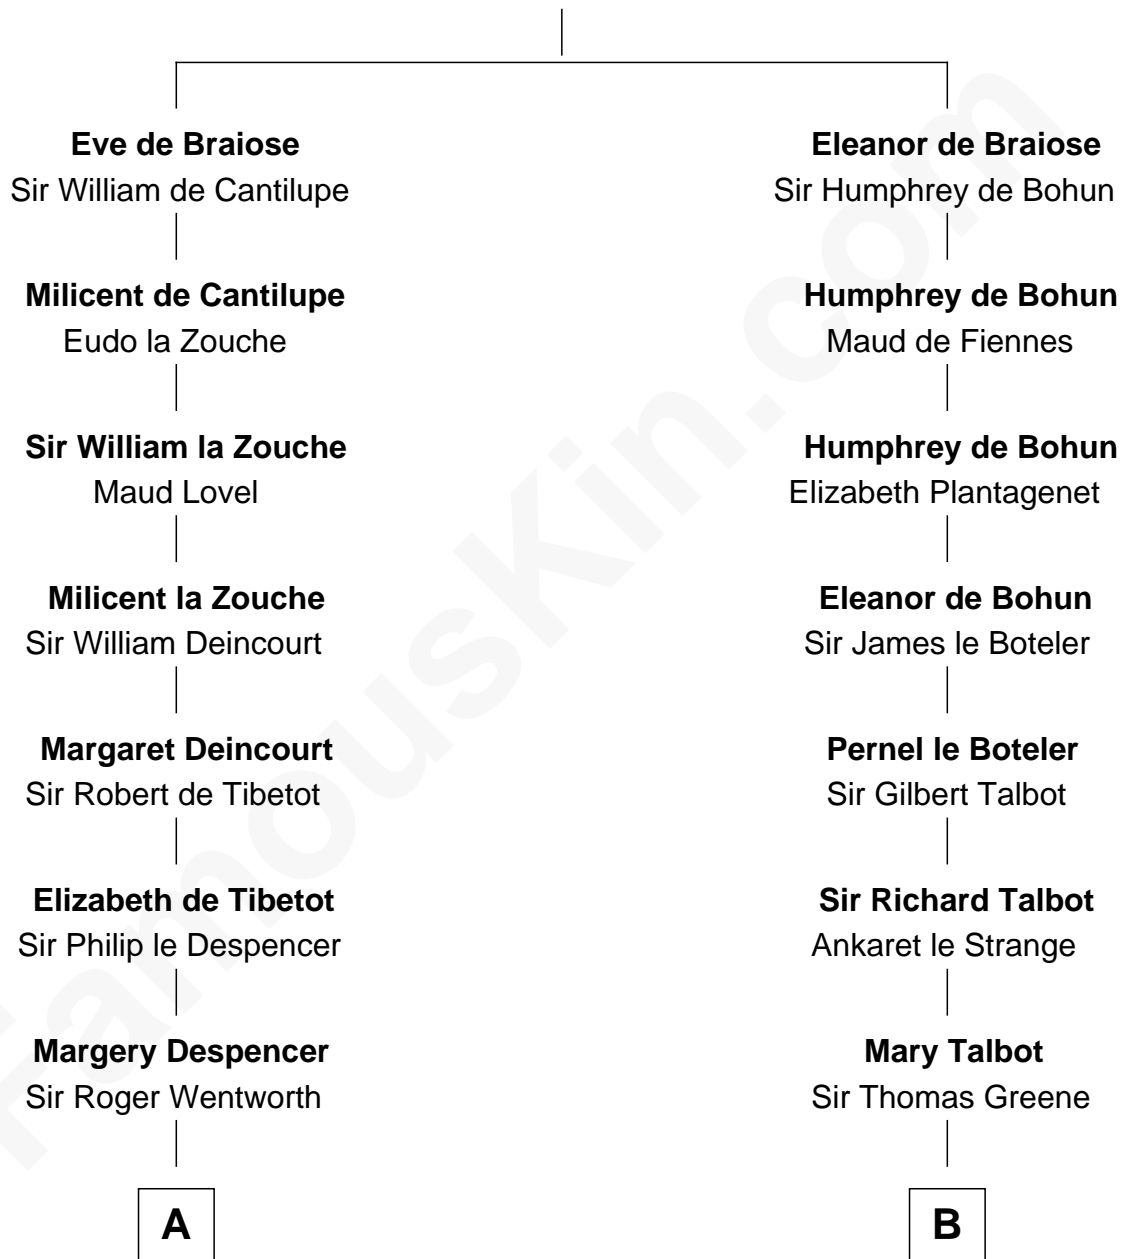 Eve de Braiose
Sir William de Cantilupe
Milicent de Cantilupe
Eudo la Zouche
Sir William la Zouche
Maud Lovel
Milicent la Zouche
Sir William Deincourt
Margaret Deincourt
Sir Robert de Tibetot
Elizabeth de Tibetot
Sir Philip le Despencer
Margery Despencer
Sir Roger Wentworth
A
Eleanor de Braiose
Sir Humphrey de Bohun
Humphrey de Bohun
Maud de Fiennes
Humphrey de Bohun
Elizabeth Plantagenet
Eleanor de Bohun
Sir James le Boteler
Pernel le Boteler
Sir Gilbert Talbot
Sir Richard Talbot
Ankaret le Strange
Mary Talbot
Sir Thomas Greene
B
FamousKin.com